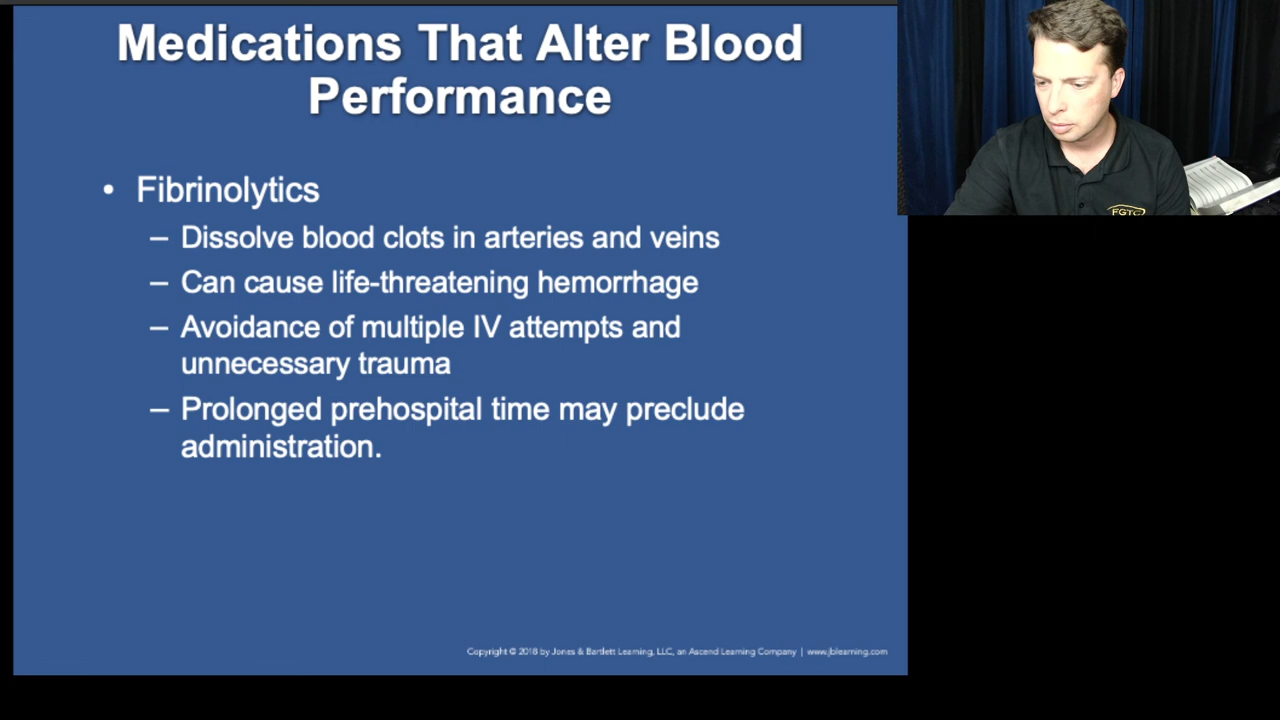 Medications That Alter Blood
Performance
• Fibrinolytics
– Dissolve blood clots in arteries and veins
– Can cause life-threatening hemorrhage
– Avoidance of multiple IV attempts and
unnecessary trauma
– Prolonged prehospital time may preclude
administration.
Copyright © 2018 by Jones & Bartlett Learning, LLC, an Ascend Learning Company | www.jblearning.com
FGTC